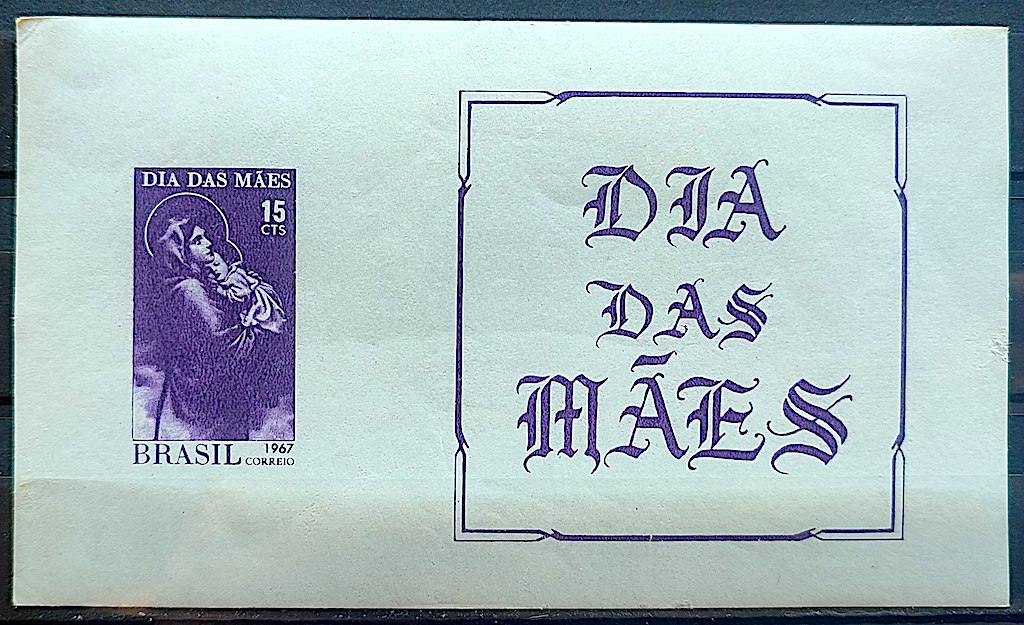 DIA DAS MÃES
15
CTS
BRASIL 1967
CORREIO
DIA
DAS
MÃES